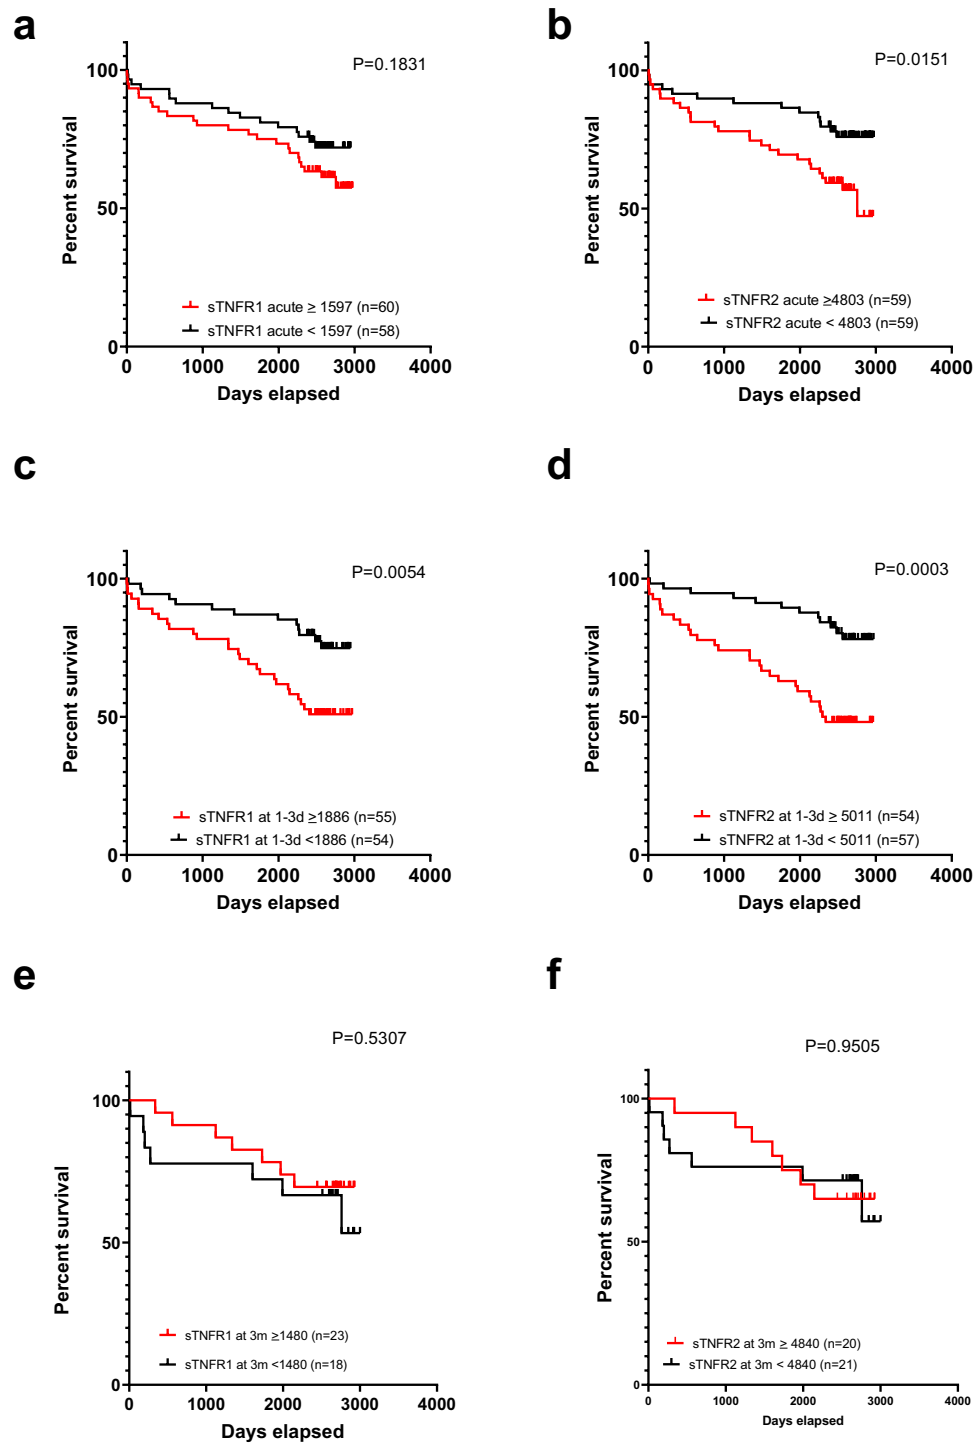 a
P=0.1831
100
50
0
Percent survival
sTNFR1 acute ≥ 1597 (n=60)
sTNFR1 acute < 1597 (n=58)
0 1000 2000 3000 4000
Days elapsed
b
P=0.0151
100
50
0
Percent survival
sTNFR2 acute ≥4803 (n=59)
sTNFR2 acute < 4803 (n=59)
0 1000 2000 3000 4000
Days elapsed
c
P=0.0054
100
50
0
Percent survival
sTNFR1 at 1-3d ≥1886 (n=55)
sTNFR1 at 1-3d <1886 (n=54)
0 1000 2000 3000 4000
Days elapsed
d
P=0.0003
100
50
0
Percent survival
sTNFR2 at 1-3d ≥ 5011 (n=54)
sTNFR2 at 1-3d < 5011 (n=57)
0 1000 2000 3000 4000
Days elapsed
e
P=0.5307
100
50
0
Percent survival
sTNFR1 at 3m ≥1480 (n=23)
sTNFR1 at 3m <1480 (n=18)
0 1000 2000 3000 4000
Days elapsed
f
P=0.9505
100
50
0
Percent survival
sTNFR2 at 3m ≥ 4840 (n=20)
sTNFR2 at 3m < 4840 (n=21)
0 1000 2000 3000 4000
Days elapsed